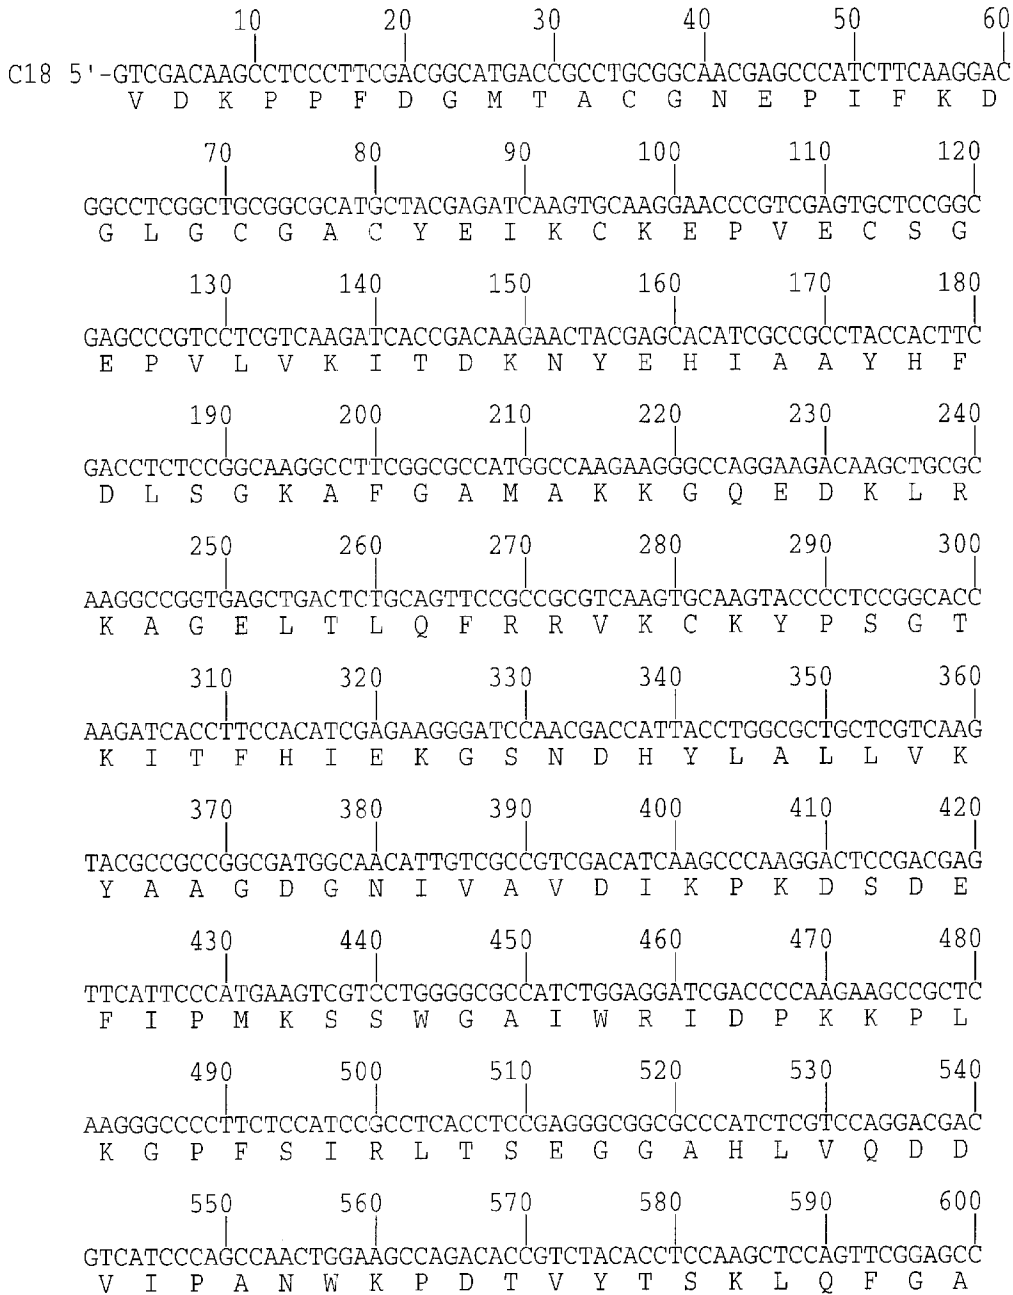 10 20 30 40 50 60
C18 5'-GTCGACAAGCCTCCCTTCGACGGCATGACCGCCTGCGGCAACGAGCCCATCTTCAAGGAC
V D K P P F D G M T A C G N E P I F K D
70 80 90 100 110 120
GGCCTCGGCTGCGGCGCATGCTACGAGATCAAGTGCAAGGAACCCGTCGAGTGCTCCGGC
G L G C G A C Y E I K C K E P V E C S G
130 140 150 160 170 180
GAGCCCGTCCTCGTCAAGATCACCGACAAGAACTACGAGCACATCGCCGCCTACCACTTC
E P V L V K I T D K N Y E H I A A Y H F
190 200 210 220 230 240
GACCTCTCCGGCAAGGCCTTCGGCGCCATGGCCAAGAAGGGCCAGGAAGACAAGCTGCGC
D L S G K A F G A M A K K G Q E D K L R
250 260 270 280 290 300
AAGGCCGGTGAGCTGACTCTGCAGTTCCGCCGCGTCAAGTGCAAGTACCCCTCCGGCACC
K A G E L T L Q F R R V K C K Y P S G T
310 320 330 340 350 360
AAGATCACCTTCCACATCGAGAAGGGATCCAACGACCATTACCTGGCGCTGCTCGTCAAG
K I T F H I E K G S N D H Y L A L L V K
370 380 390 400 410 420
TACGCCGCCGGCGATGGCAACATTGTCGCCGTCGACATCAAGCCCAAGGACTCCGACGAG
Y A A G D G N I V A V D I K P K D S D E
430 440 450 460 470 480
TTCATTCCCATGAAGTCGTCCTGGGGCGCCATCTGGAGGATCGACCCCAAGAAGCCGCTC
F I P M K S S W G A I W R I D P K K P L
490 500 510 520 530 540
AAGGGCCCCTTCTCCATCCGCCTCACCTCCGAGGGCGGCGCCCATCTCGTCCAGGACGAC
K G P F S I R L T S E G G A H L V Q D D
550 560 570 580 590 600
GTCATCCCAGCCAACTGGAAGCCAGACACCGTCTACACCTCCAAGCTCCAGTTCGGAGCC
V I P A N W K P D T V Y T S K L Q F G A